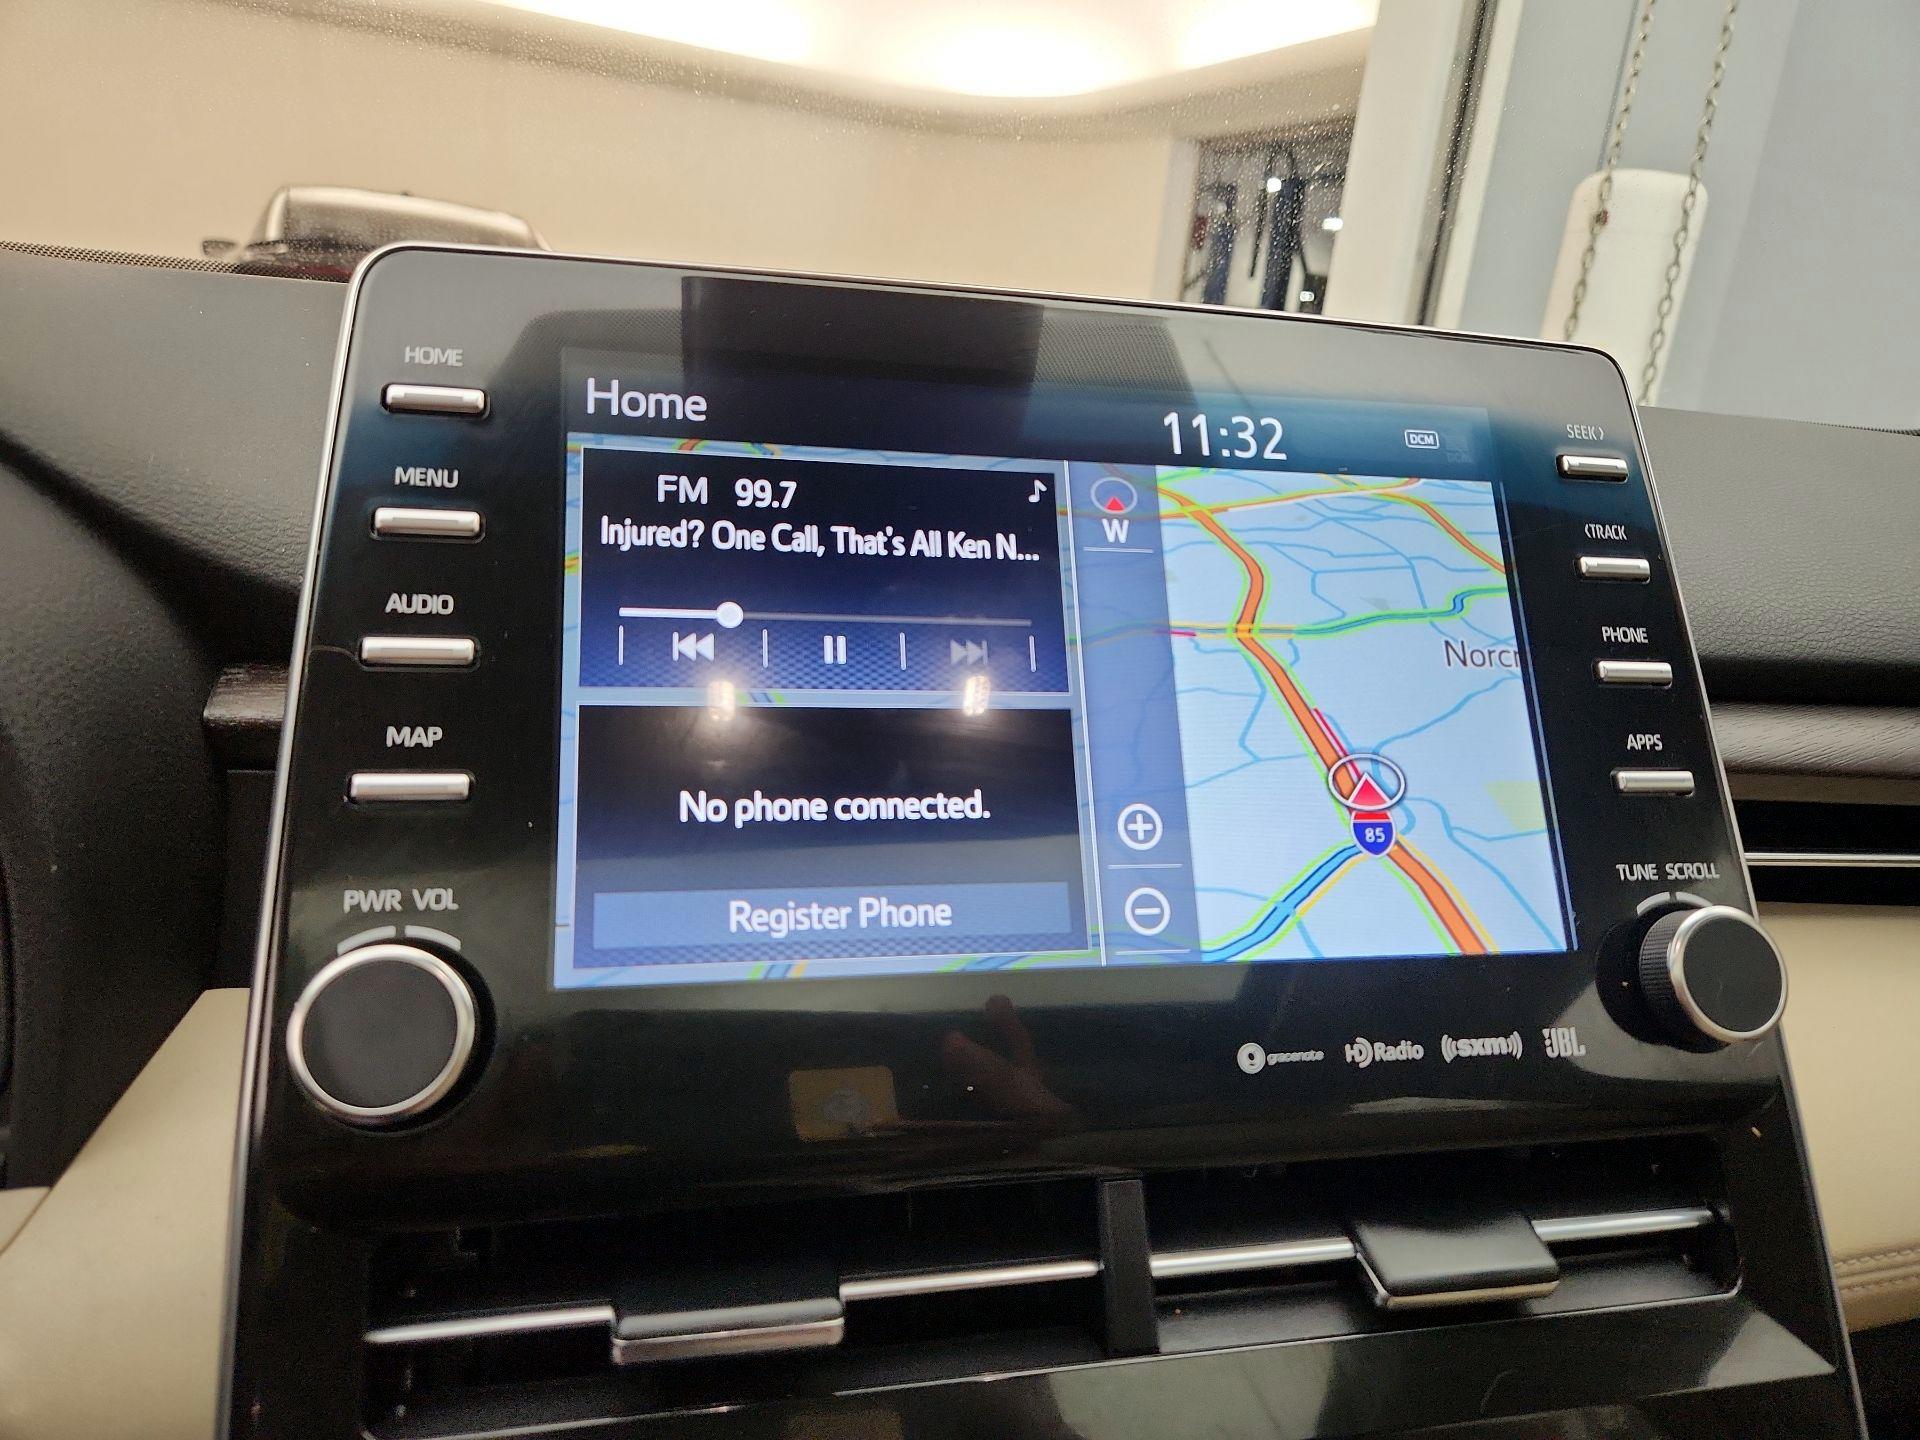 HOME
MENU
AUDIO
MAP
PWR VOL
Home
11:32
DCM
FM 99.7
Injured? One Call, That's All Ken N...
No phone connected.
Register Phone
W
85
SEEK>
<TRACK
PHONE
APPS
TUNE SCROLL
gracenote
HD Radio
((sxm))
JBL